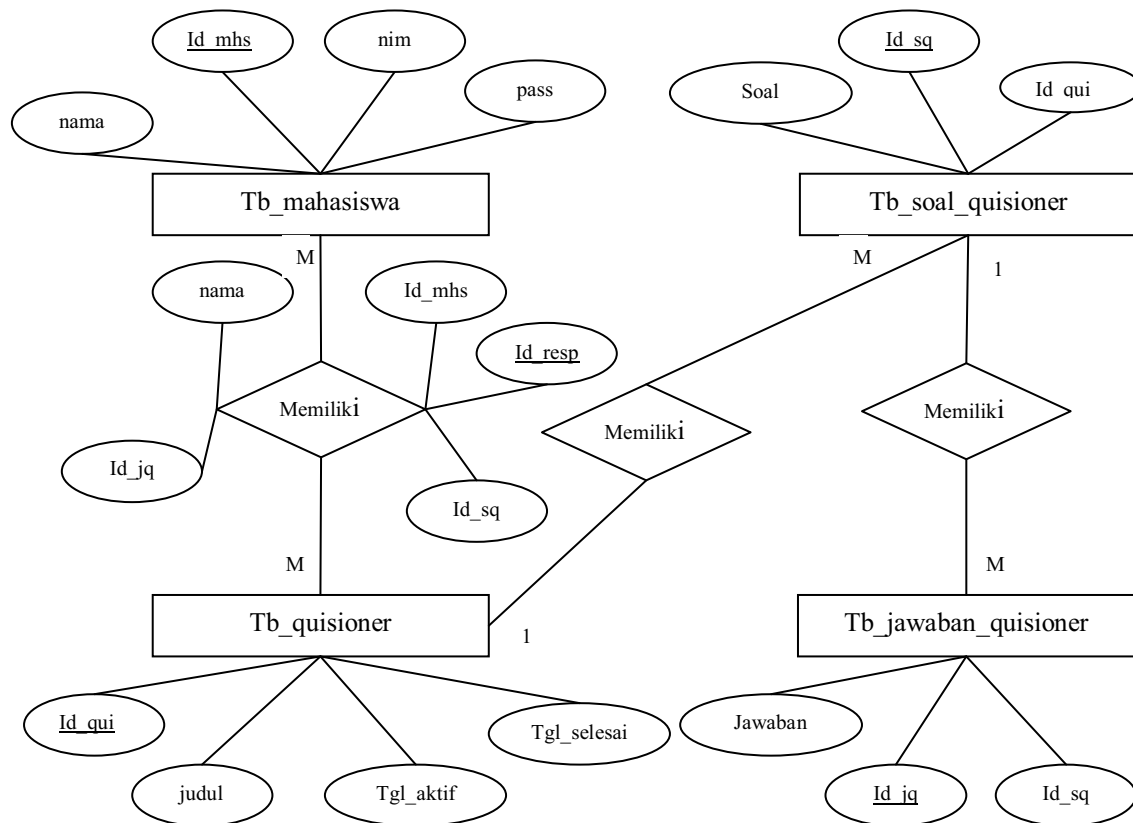 Id_mhs
nim
Id_sq
nama
pass
Soal
Id_qui
Tb_mahasiswa
Tb_soal_quisioner
M
M
1
nama
Id_mhs
Id_resp
Memiliki
Memiliki
Memiliki
Id_jq
Id_sq
M
M
Tb_quisioner
Tb_jawaban_quisioner
1
Id_qui
Tgl_selesai
Jawaban
judul
Tgl_aktif
Id_jq
Id_sq